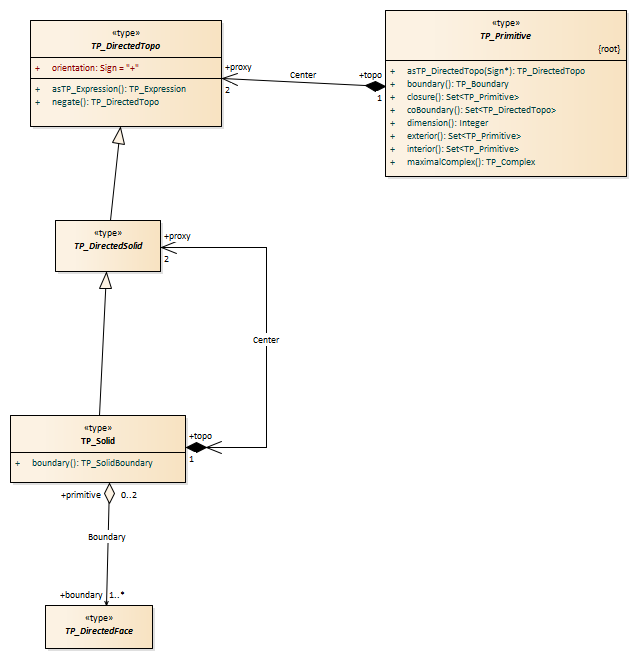 «type»
TP_DirectedTopo
+ orientation: Sign = "+"
+ asTP_Expression(): TP_Expression
+ negate(): TP_DirectedTopo
«type»
TP_Primitive
{root}
+ asTP_DirectedTopo(Sign*): TP_DirectedTopo
+ boundary(): TP_Boundary
+ closure(): Set<TP_Primitive>
+ coBoundary(): Set<TP_DirectedTopo>
+ dimension(): Integer
+ exterior(): Set<TP_Primitive>
+ interior(): Set<TP_Primitive>
+ maximalComplex(): TP_Complex
+proxy
2
Center
+topo
1
«type»
TP_DirectedSolid
+proxy
2
Center
«type»
TP_Solid
+ boundary(): TP_SolidBoundary
+topo
1
+primitive 0..2
Boundary
+boundary 1..*
«type»
TP_DirectedFace